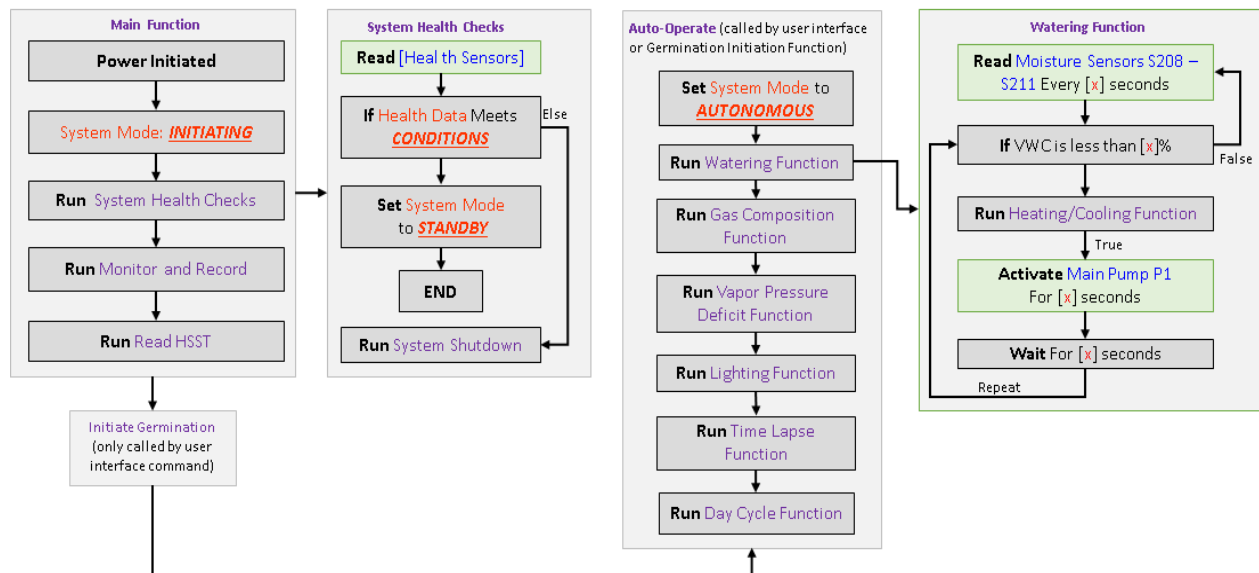 Main Function
Power Initiated
System Mode: INITIATING
Run System Health Checks
Run Monitor and Record
Run Read HSST
Initiate Germination
(only called by user
interface command)
System Health Checks
Read [Health Sensors]
If Health Data Meets
CONDITIONS
Else
Set System Mode
to STANDBY
END
Run System Shutdown
Auto-Operate (called by user interface
or Germination Initiation Function)
Set System Mode to
AUTONOMOUS
Run Watering Function
Run Gas Composition
Function
Run Vapor Pressure
Deficit Function
Run Lighting Function
Run Time Lapse
Function
Run Day Cycle Function
Watering Function
Read Moisture Sensors S208 –
S211 Every [x] seconds
If VWC is less than [x]%
False
Run Heating/Cooling Function
True
Activate Main Pump P1
For [x] seconds
Wait For [x] seconds
Repeat